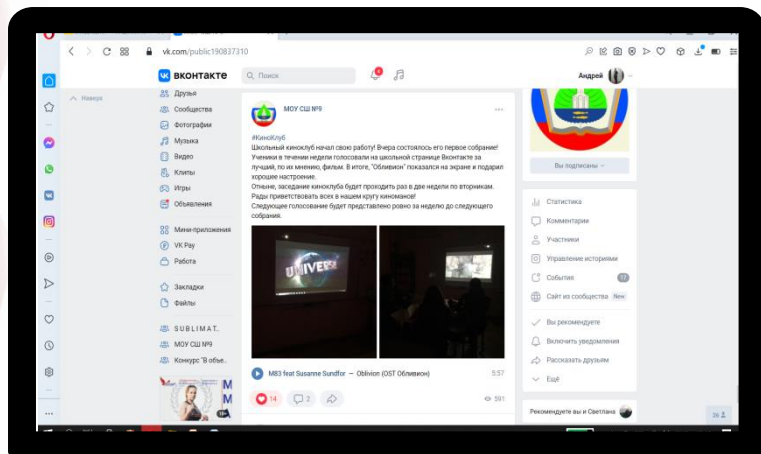 vk.com/public190837310
ВКОНТАКТЕ
Поиск
Андрей
Наверх
Друзья
Сообщества
Фотографии
Музыка
Видео
Клипы
Игры
Объявления
Мини-приложения
VK Pay
Работа
Закладки
Файлы
SUBLIMAT..
МОУ СШ №9
Конкурс "В объе..
МОУ СШ №9
#КиноКлуб
Школьный киноклуб начал свою работу! Вчера состоялось его первое собрание!
Ученики в течении недели голосовали на школьной странице Вконтакте за
лучший, по их мнению, фильм. В итоге, "Обливион" показался на экране и подарил
хорошее настроение.
Отныне, заседание киноклуба будет проходить раз в две недели по вторникам.
Рады приветствовать всех в нашем кругу киноманов!
Следующее голосование будет представлено ровно за неделю до следующего
собрания.
UNIVERS
M83 feat Susanne Sundfor — Oblivion (OST Обливион)
5:57
14
2
591
Вы подписаны
Статистика
Комментарии
Участники
Управление историями
События
17
Сайт из сообщества New
Вы рекомендуете
Включить уведомления
Рассказать друзьям
Ещё
Рекомендуете вы и Светлана
26